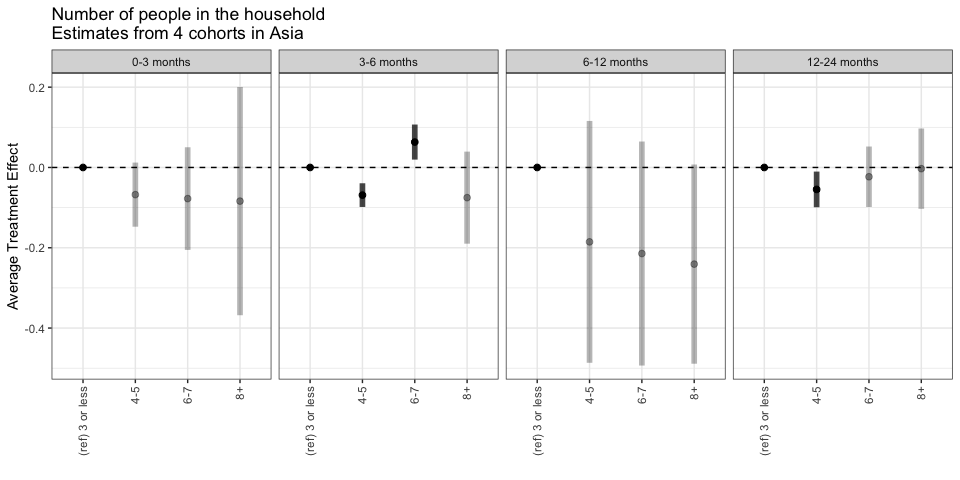 Number of people in the household
Estimates from 4 cohorts in Asia
0-3 months
3-6 months
6-12 months
12-24 months
Average Treatment Effect
0.2
0.0
-0.2
-0.4
(ref) 3 or less
4-5
6-7
8+
(ref) 3 or less
4-5
6-7
8+
(ref) 3 or less
4-5
6-7
8+
(ref) 3 or less
4-5
6-7
8+